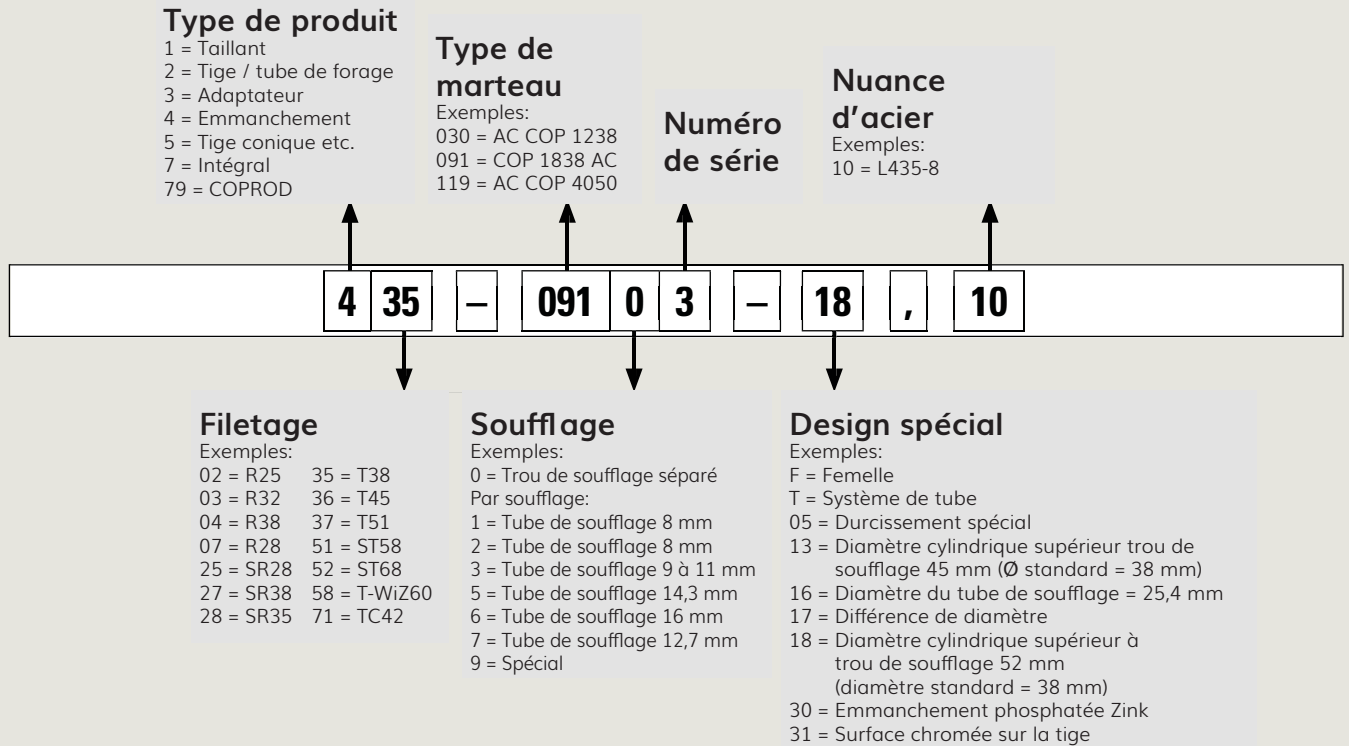 Type de produit
1 = Taillant
2 = Tige / tube de forage
3 = Adaptateur
4 = Emmanchement
5 = Tige conique etc.
7 = Intégral
79 = COPROD
Type de
marteau
Exemples:
030 = AC COP 1238
091 = COP 1838 AC
119 = AC COP 4050
Numéro
de série
Nuance
d'acier
Exemples:
10 = L435-8
4 35 – 091 0 3 – 18 , 10
Filetage
Exemples:
02 = R25 35 = T38
03 = R32 36 = T45
04 = R38 37 = T51
07 = R28 51 = ST58
25 = SR28 52 = ST68
27 = SR38 58 = T-WiZ60
28 = SR35 71 = TC42
Soufflage
Exemples:
0 = Trou de soufflage séparé
Par soufflage:
1 = Tube de soufflage 8 mm
2 = Tube de soufflage 8 mm
3 = Tube de soufflage 9 à 11 mm
5 = Tube de soufflage 14,3 mm
6 = Tube de soufflage 16 mm
7 = Tube de soufflage 12,7 mm
9 = Spécial
Design spécial
Exemples:
F = Femelle
T = Système de tube
05 = Durcissement spécial
13 = Diamètre cylindrique supérieur trou de
soufflage 45 mm (Ø standard = 38 mm)
16 = Diamètre du tube de soufflage = 25,4 mm
17 = Différence de diamètre
18 = Diamètre cylindrique supérieur à
trou de soufflage 52 mm
(diamètre standard = 38 mm)
30 = Emmanchement phosphatée Zink
31 = Surface chromée sur la tige